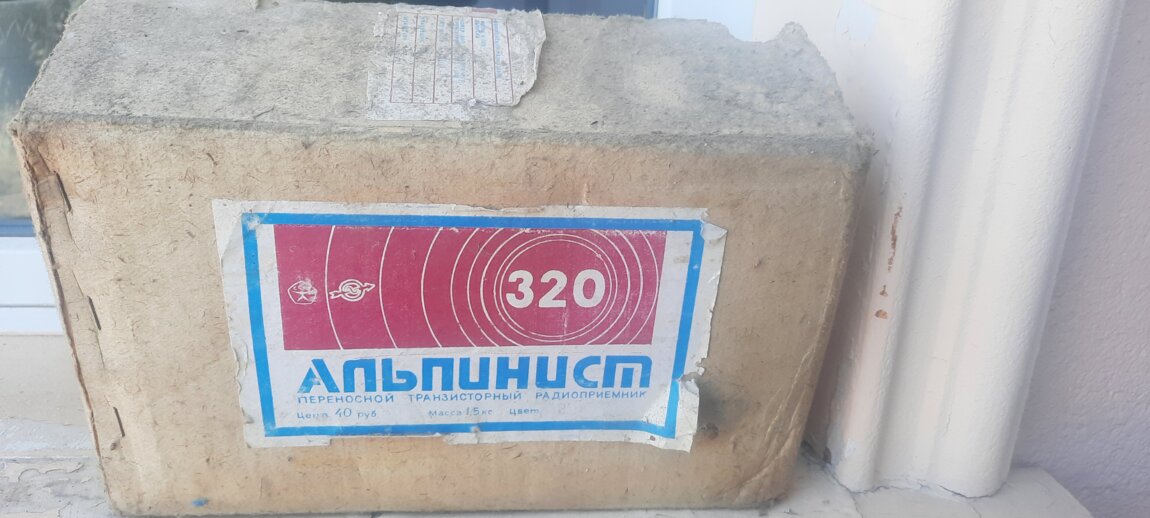 320
АЛЬПИНИСТ
ПЕРЕНОСНОЙ ТРАНЗИСТОРНЫЙ РАДИОПРИЕМНИК
Цена 40 руб. Масса 1,5 кг Цвет